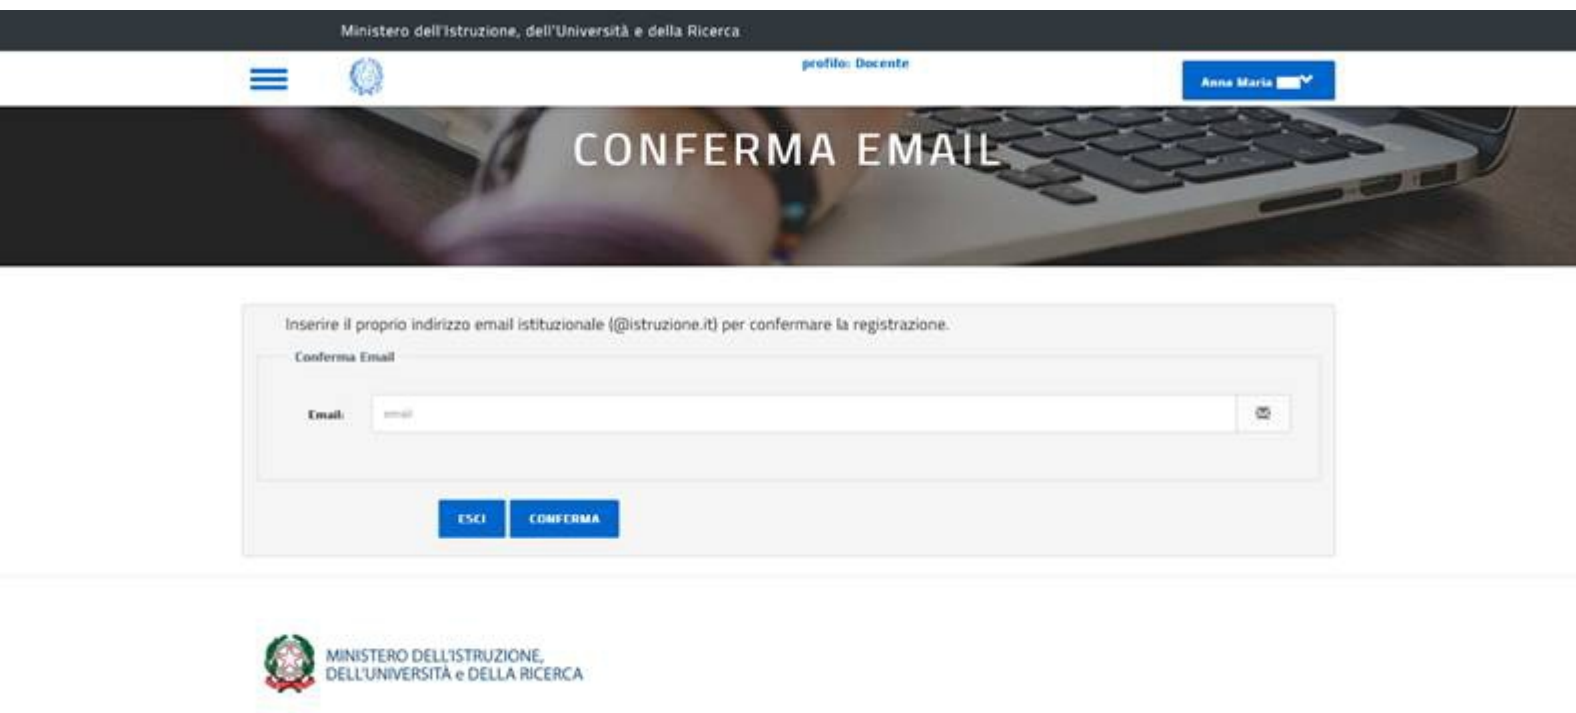 Ministero dell'Istruzione, dell'Università e della Ricerca
profilo: Docente
Anna Maria
CONFERMA EMAIL
Inserire il proprio indirizzo email istituzionale (@istruzione.it) per confermare la registrazione.
Conferma Email
Email:
email
ESCI
CONFERMA
MINISTERO DELL'ISTRUZIONE,
DELL'UNIVERSITÀ e DELLA RICERCA